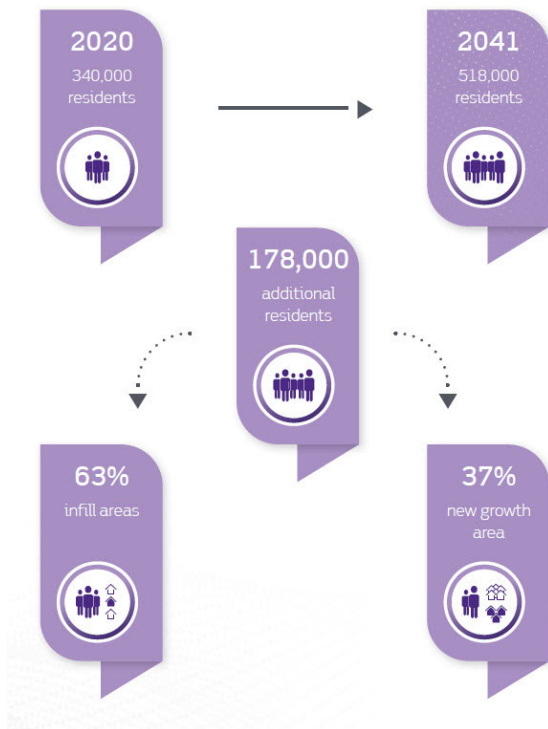 2020
340,000
residents
2041
518,000
residents
178,000
additional
residents
63%
infill areas
37%
new growth
area